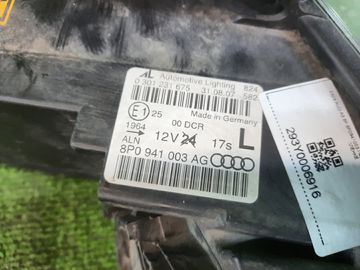 AL Automotive Lighting 824
0 301 231 675 31.08.07 582
Made in Germany
E1 25 00 DCR
1964 12V 24 17s L
ALN
8P0 941 003 AG
29370006916